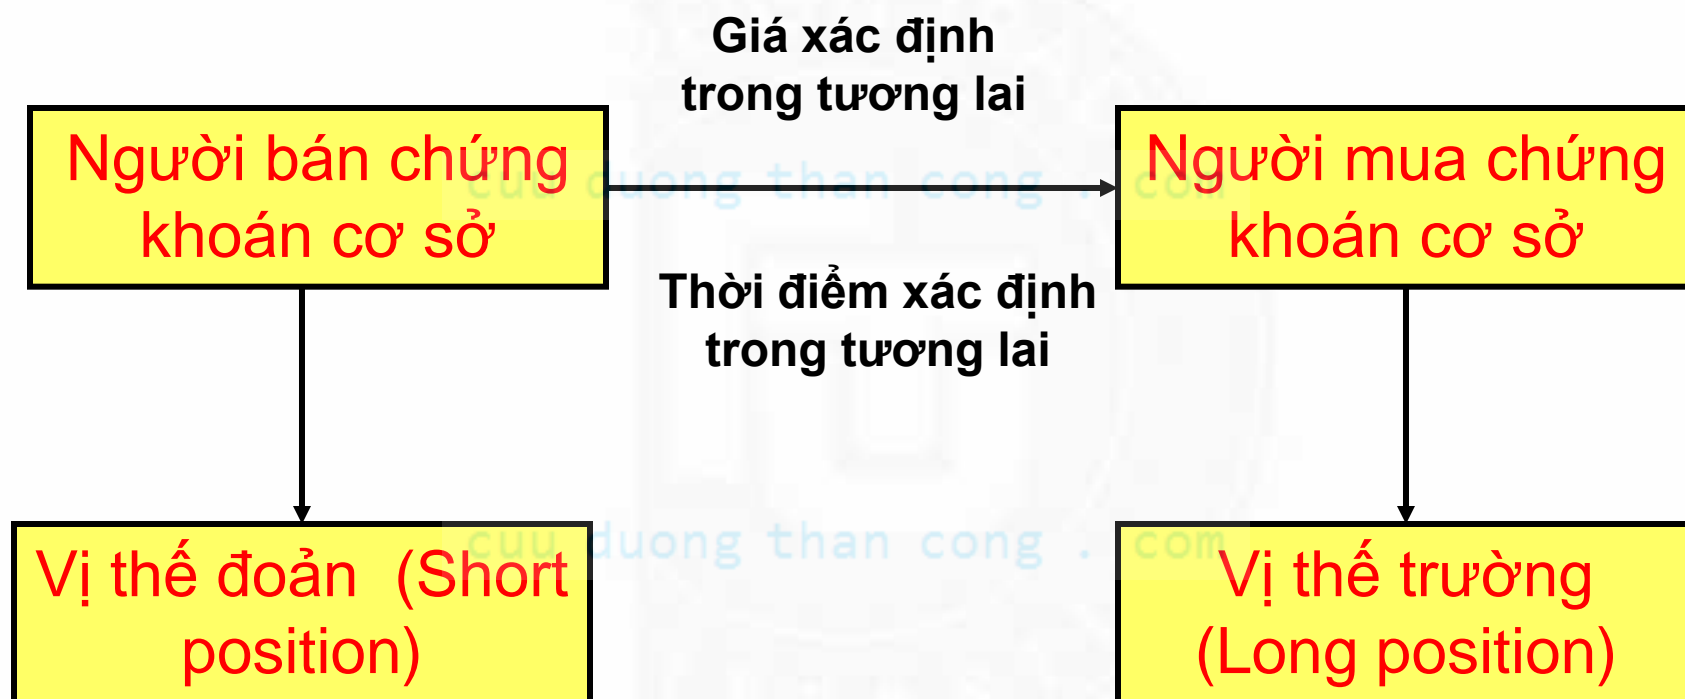 Giá xác định
trong tương lai
Người bán chứng
khoán cơ sở
Người mua chứng
khoán cơ sở
cuu duong than cong . com
Thời điểm xác định
trong tương lai
Vị thế đoản (Short
position)
cuu duong than cong . com
Vị thế trường
(Long position)